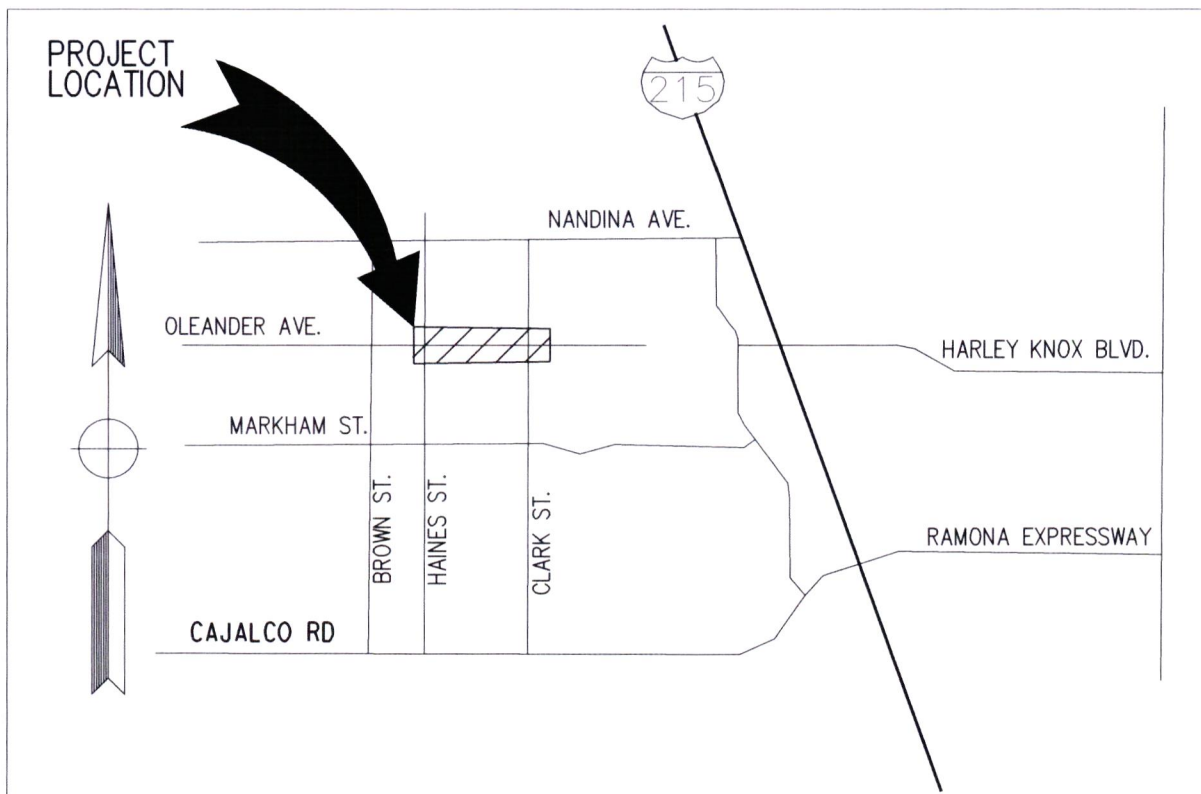 PROJECT
LOCATION
215
NANDINA AVE.
OLEANDER AVE.
HARLEY KNOX BLVD.
MARKHAM ST.
BROWN ST.
HAINES ST.
CLARK ST.
RAMONA EXPRESSWAY
CAJALCO RD